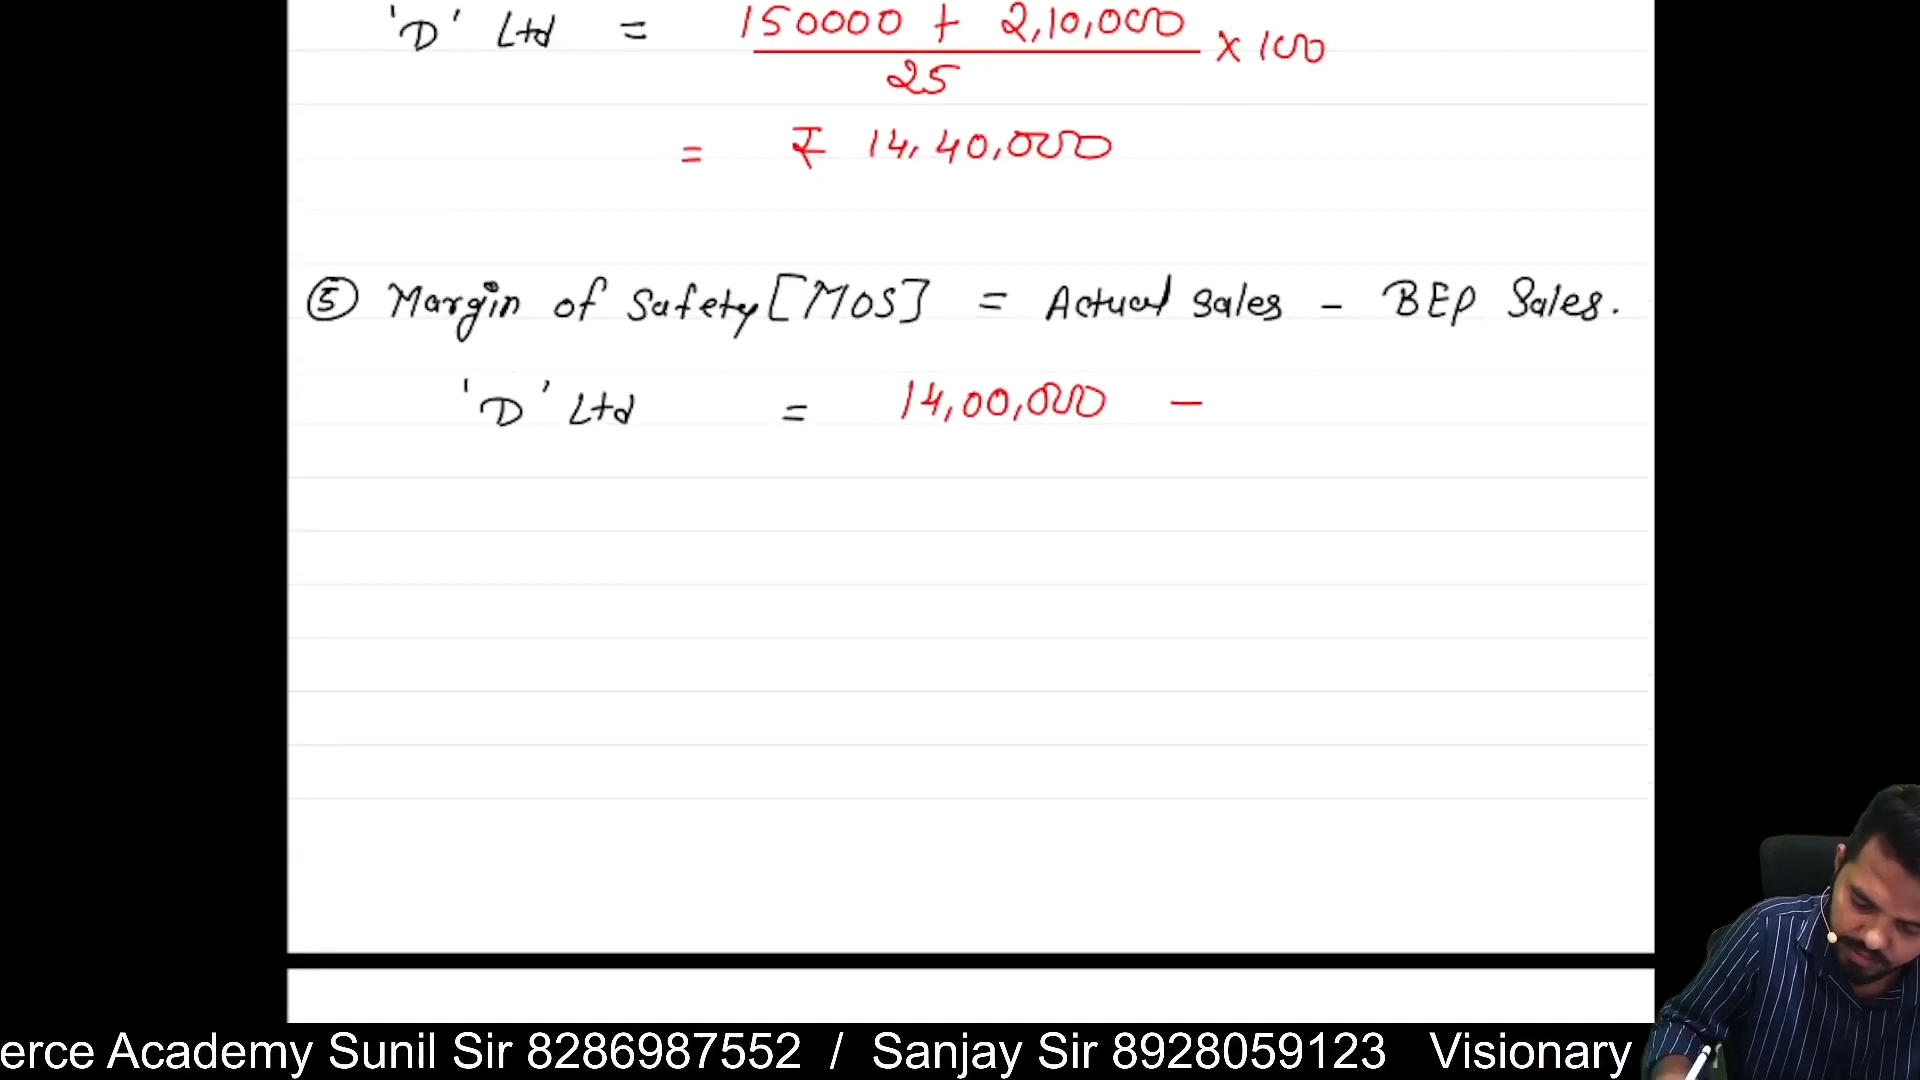 'D' Ltd = 150000 + 2,10,000 / 25 × 100
= ₹ 14,40,000
⑤ Margin of Safety [MOS] = Actual Sales - BEP Sales.
'D' Ltd = 14,00,000 -
erce Academy Sunil Sir 8286987552 / Sanjay Sir 8928059123 Visionary